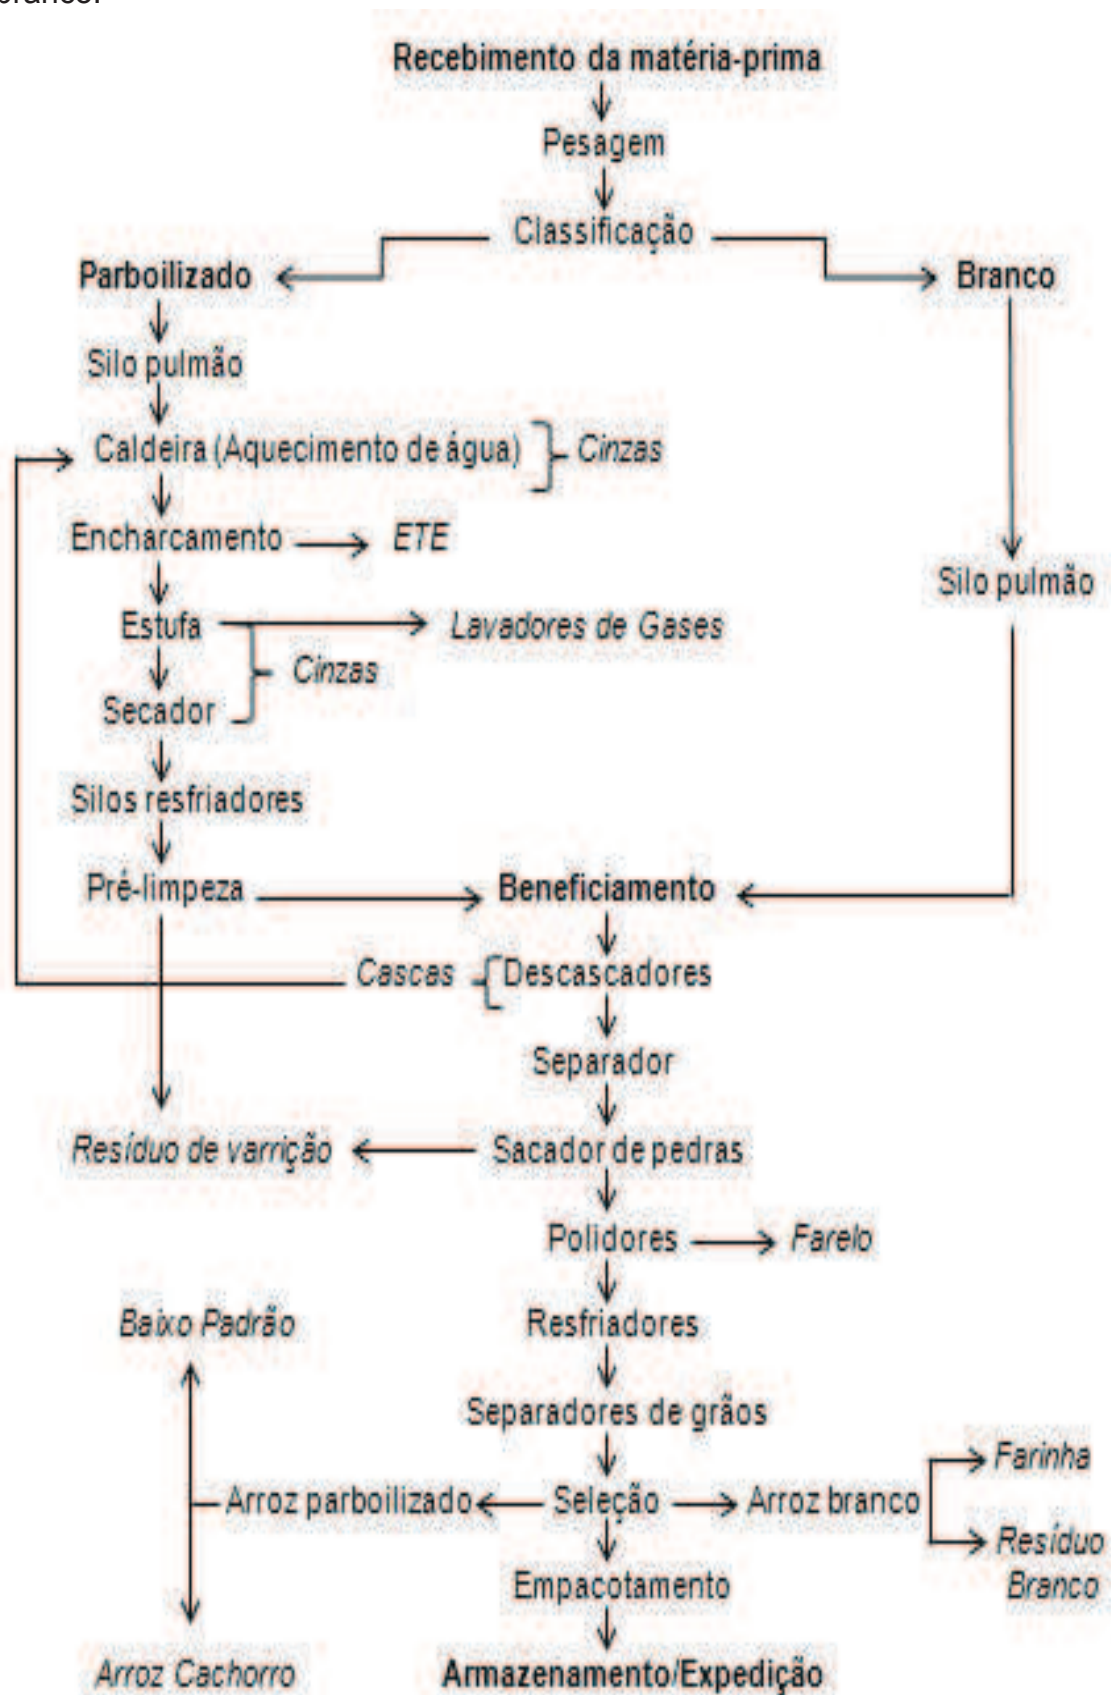 branco.
Recebimento da matéria-prima
Pesagem
Classificação
Parboilizado
Branco
Silo pulmão
Caldeira (Aquecimento de água)
Cinzas
Encharcamento
ETE
Silo pulmão
Estufa
Lavadores de Gases
Cinzas
Secador
Silos resfriadores
Pré-limpeza
Beneficiamento
Cascas
Descascadores
Separador
Resíduo de varrição
Sacador de pedras
Polidores
Farelo
Baixo Padrão
Resfriadores
Separadores de grãos
Farinha
Arroz parboilizado
Seleção
Arroz branco
Resíduo
Branco
Empacotamento
Arroz Cachorro
Armazenamento/Expedição